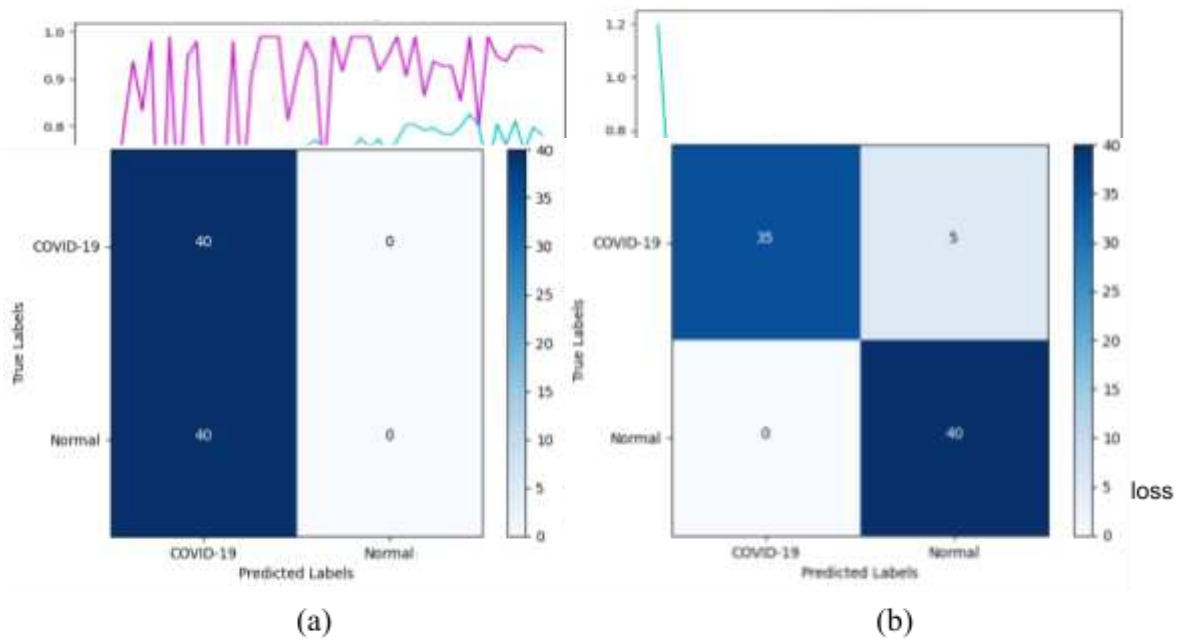 1.0
0.9
0.8
1.2
1.0
0.8
COVID-19
Normal
True Labels
40 0
40 0
COVID-19 Normal
Predicted Labels
40
35
30
25
20
15
10
5
0
COVID-19
Normal
True Labels
35 5
0 40
COVID-19 Normal
Predicted Labels
40
35
30
25
20
15
10
5
0
loss
(a)
(b)